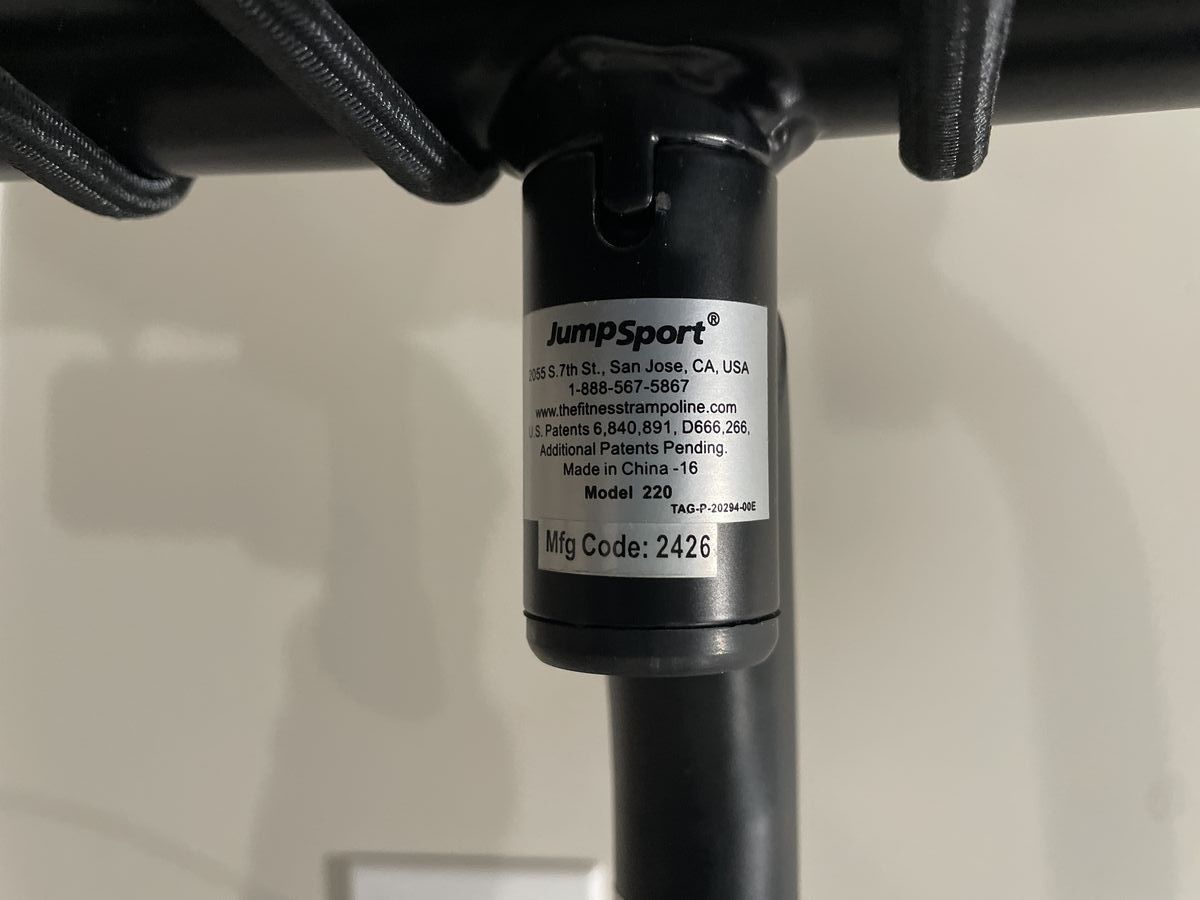 JumpSport®
2055 S.7th St., San Jose, CA, USA
1-888-567-5867
www.thefitnesstrampoline.com
U.S. Patents 6,840,891, D666,266,
Additional Patents Pending.
Made in China -16
Model 220
TAG-P-20294-00E
Mfg Code: 2426